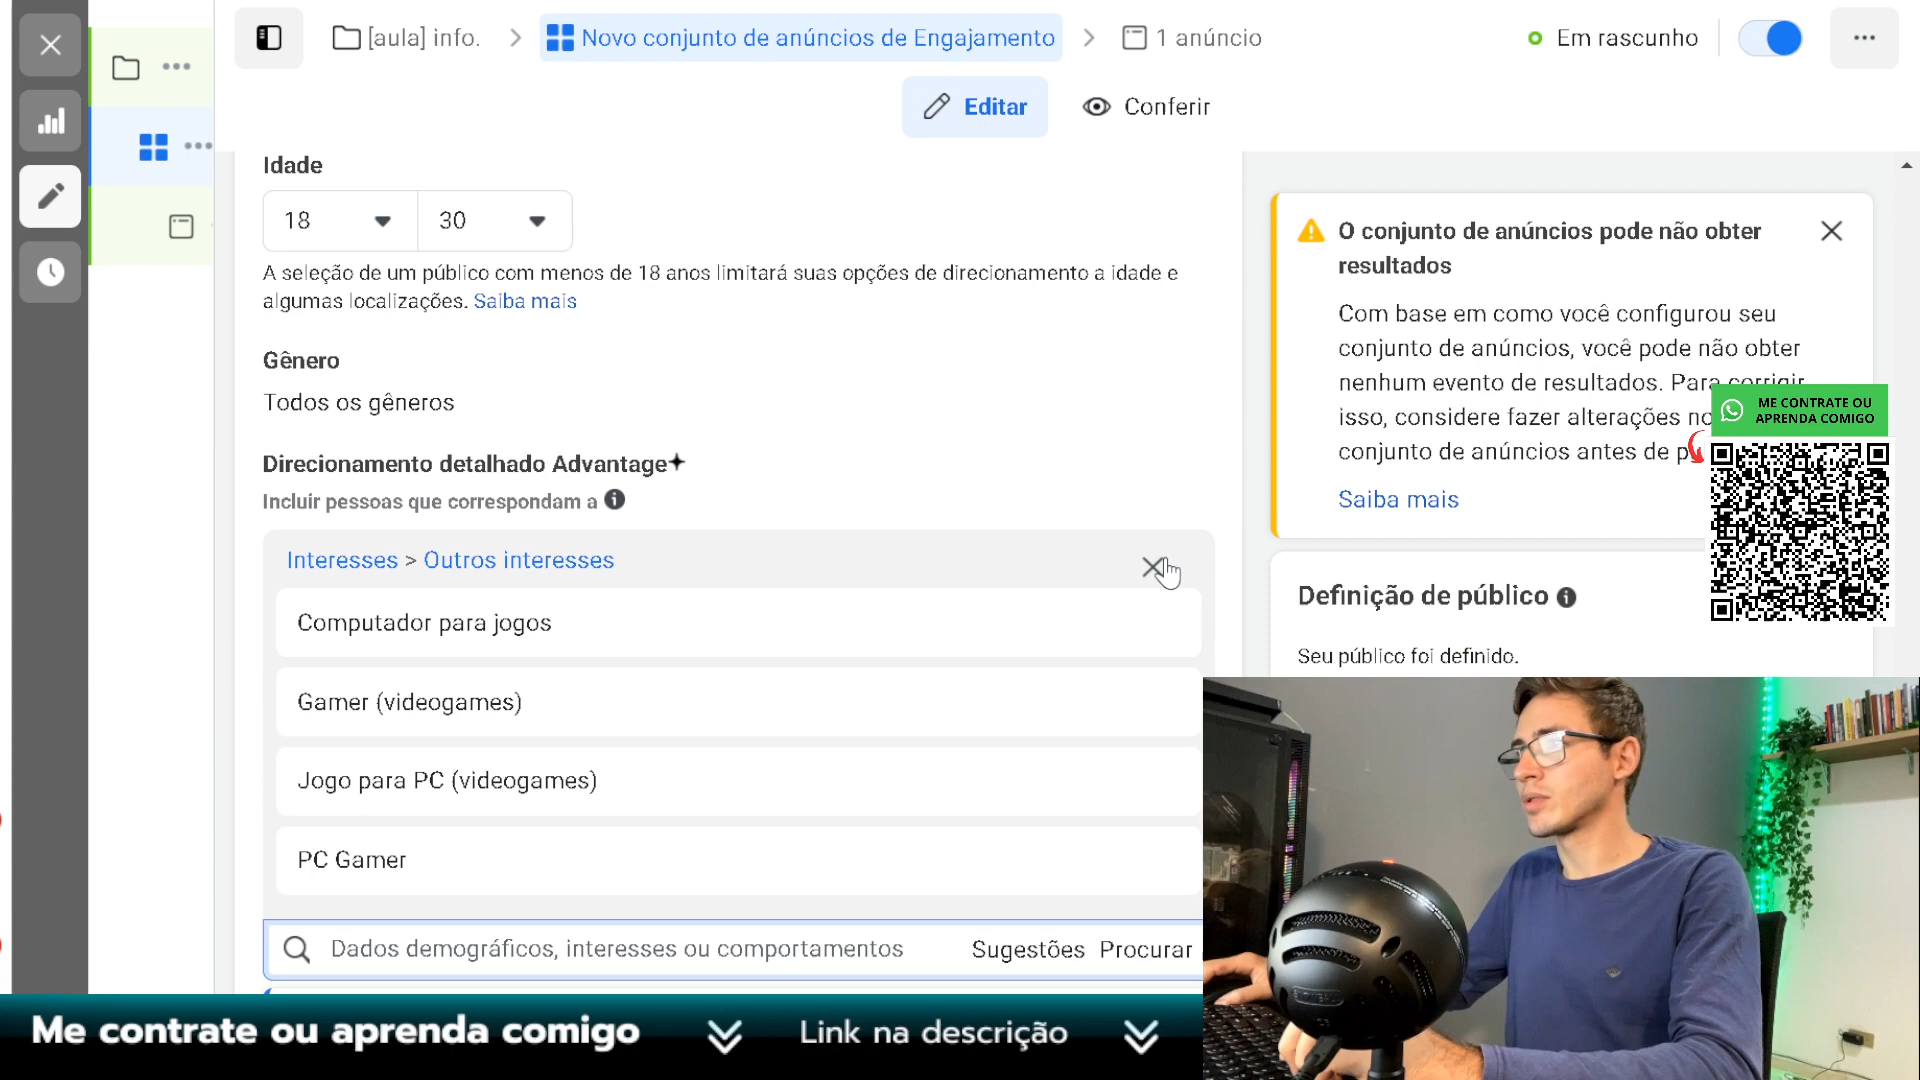 [aula] info.
Novo conjunto de anúncios de Engajamento
1 anúncio
Em rascunho
Editar
Conferir
Idade
18
30
A seleção de um público com menos de 18 anos limitará suas opções de direcionamento a idade e
algumas localizações. Saiba mais
Gênero
Todos os gêneros
Direcionamento detalhado Advantage+
Incluir pessoas que correspondam a
Interesses > Outros interesses
Computador para jogos
Gamer (videogames)
Jogo para PC (videogames)
PC Gamer
Dados demográficos, interesses ou comportamentos
Sugestões
Procurar
O conjunto de anúncios pode não obter
resultados
Com base em como você configurou seu
conjunto de anúncios, você pode não obter
nenhum evento de resultados. Para corrigir
isso, considere fazer alterações no
conjunto de anúncios antes de
Saiba mais
ME CONTRATE OU
APRENDA COMIGO
Definição de público
Seu público foi definido.
Me contrate ou aprenda comigo
Link na descrição